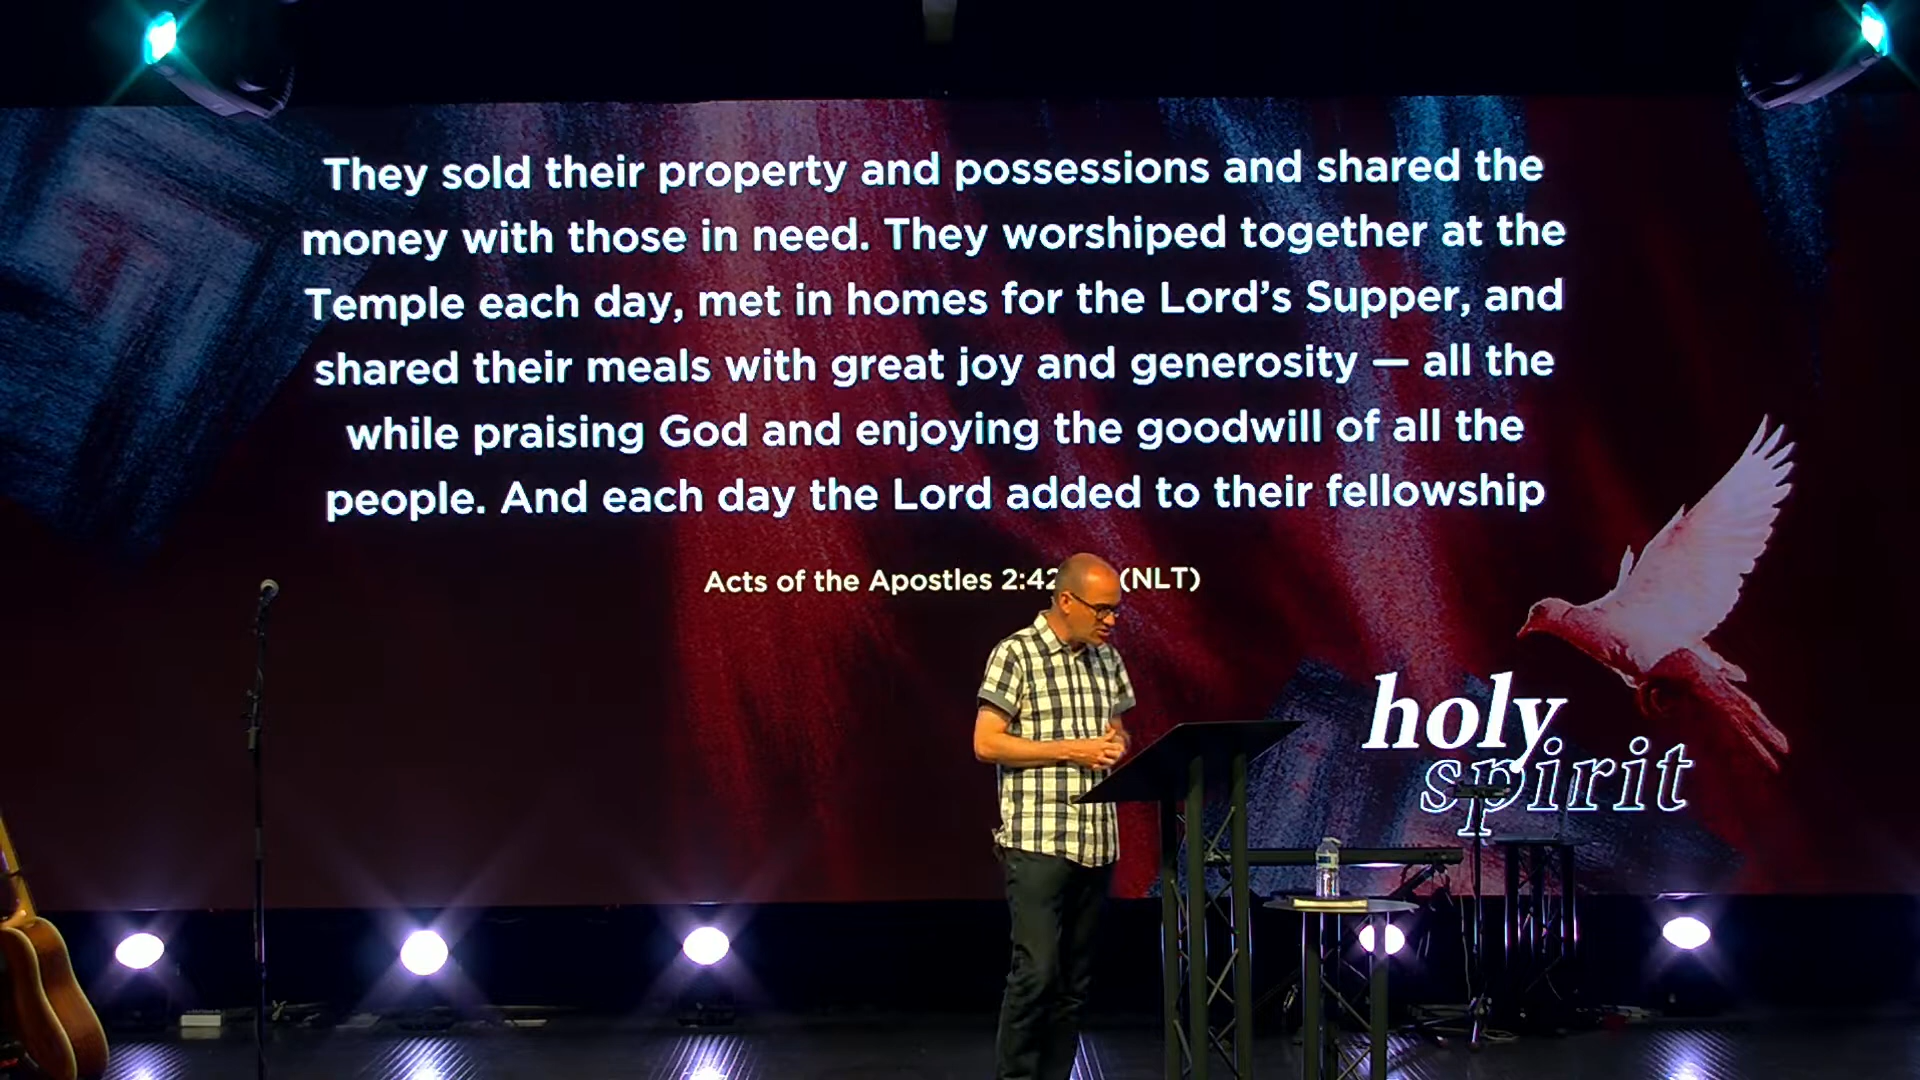 They sold their property and possessions and shared the
money with those in need. They worshiped together at the
Temple each day, met in homes for the Lord’s Supper, and
shared their meals with great joy and generosity — all the
while praising God and enjoying the goodwill of all the
people. And each day the Lord added to their fellowship
Acts of the Apostles 2:42 (NLT)
holy
spirit